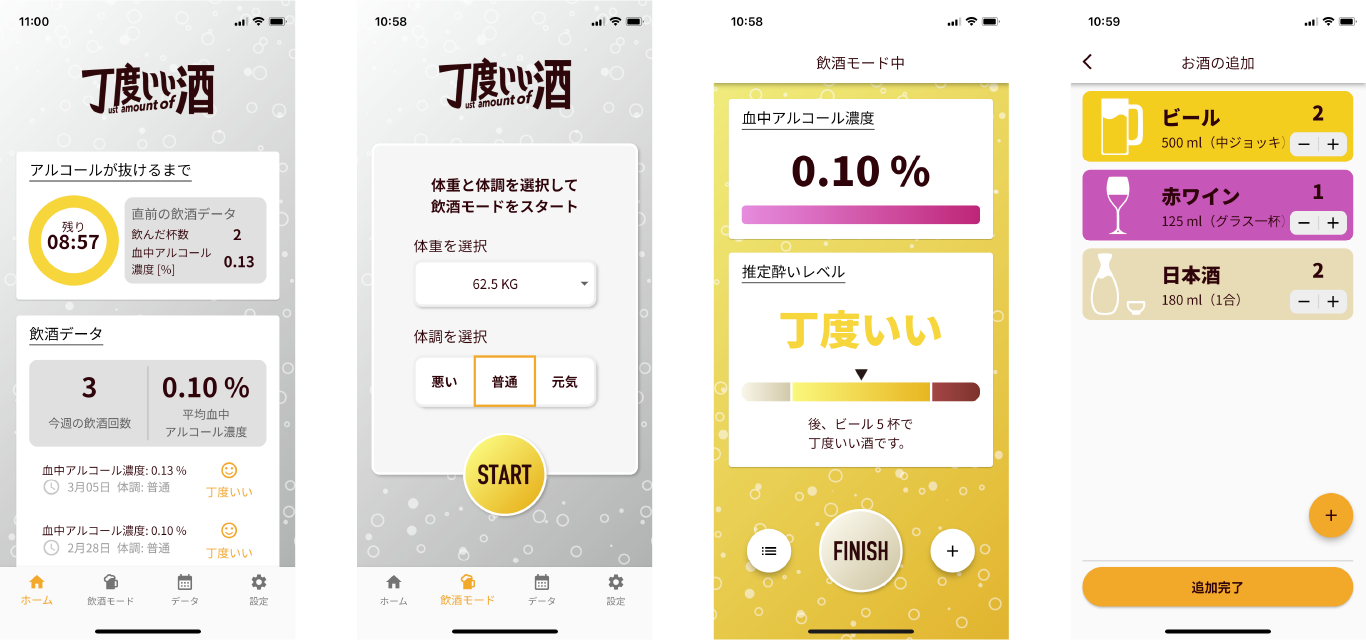 11:00
丁度いい酒
ust amount of
アルコールが抜けるまで
残り
08:57
直前の飲酒データ
飲んだ杯数 2
血中アルコール
濃度 [%] 0.13
飲酒データ
3 0.10 %
今週の飲酒回数 平均血中
アルコール濃度
血中アルコール濃度: 0.13 %
3月05日 体調: 普通 丁度いい
血中アルコール濃度: 0.10 %
2月28日 体調: 普通 丁度いい
ホーム 飲酒モード データ 設定
10:58
丁度いい酒
ust amount of
体重と体調を選択して
飲酒モードをスタート
体重を選択
62.5 KG
体調を選択
悪い 普通 元気
START
ホーム 飲酒モード データ 設定
10:58
飲酒モード中
血中アルコール濃度
0.10 %
推定酔いレベル
丁度いい
後、ビール 5 杯で
丁度いい酒です。
FINISH
10:59
お酒の追加
ビール 2
500 ml（中ジョッキ）
赤ワイン 1
125 ml（グラス一杯）
日本酒 2
180 ml（1合）
追加完了